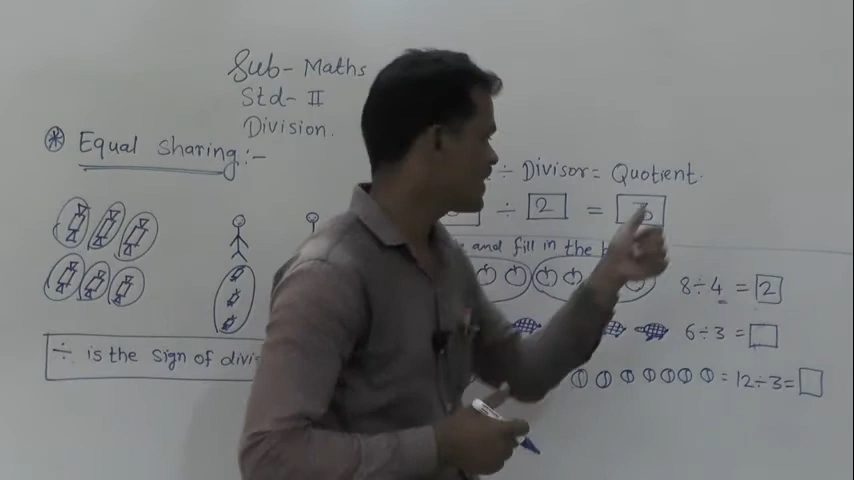 Sub- Maths
Std- II
Division.
* Equal Sharing:-
÷ Divisor = Quotient.
÷ 2 = 3
and fill in the
8÷4 = 2
÷ is the sign of
6÷3 =
= 12÷3=